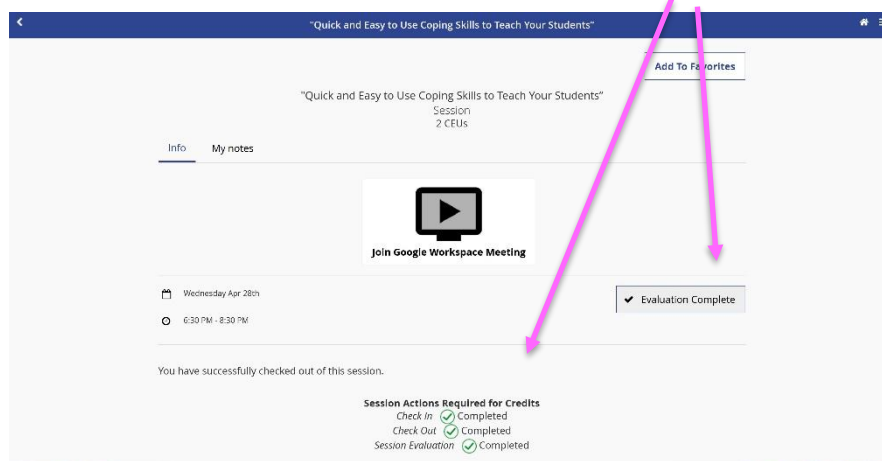 "Quick and Easy to Use Coping Skills to Teach Your Students"
Add To Favorites
"Quick and Easy to Use Coping Skills to Teach Your Students"
Session
2 CEUs
Info My notes
Join Google Workspace Meeting
Wednesday Apr 28th
Evaluation Complete
6:30 PM - 8:30 PM
You have successfully checked out of this session.
Session Actions Required for Credits
Check In Completed
Check Out Completed
Session Evaluation Completed